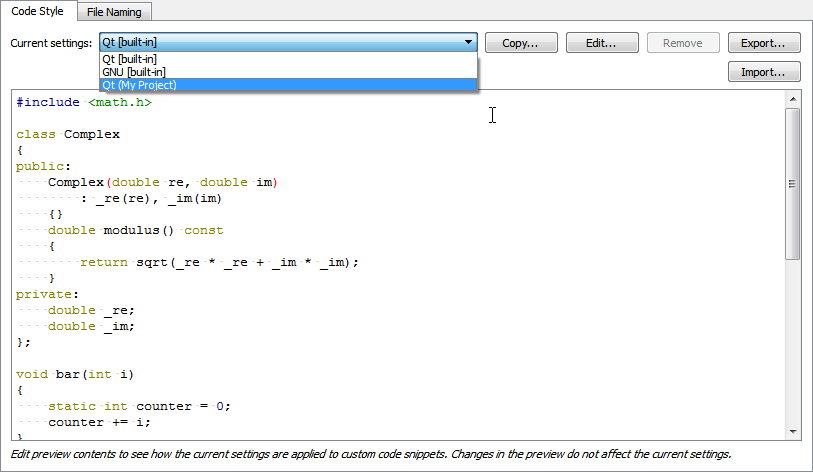 Code Style File Naming
Current settings: Qt [built-in] Copy... Edit... Remove Export...
Qt [built-in]
GNU [built-in]
Qt (My Project)
Import...
#include <math.h>
class Complex
{
public:
Complex(double re, double im)
: _re(re), _im(im)
{}
double modulus() const
{
return sqrt(_re * _re + _im * _im);
}
private:
double _re;
double _im;
};
void bar(int i)
{
static int counter = 0;
counter += i;
}
Edit preview contents to see how the current settings are applied to custom code snippets. Changes in the preview do not affect the current settings.